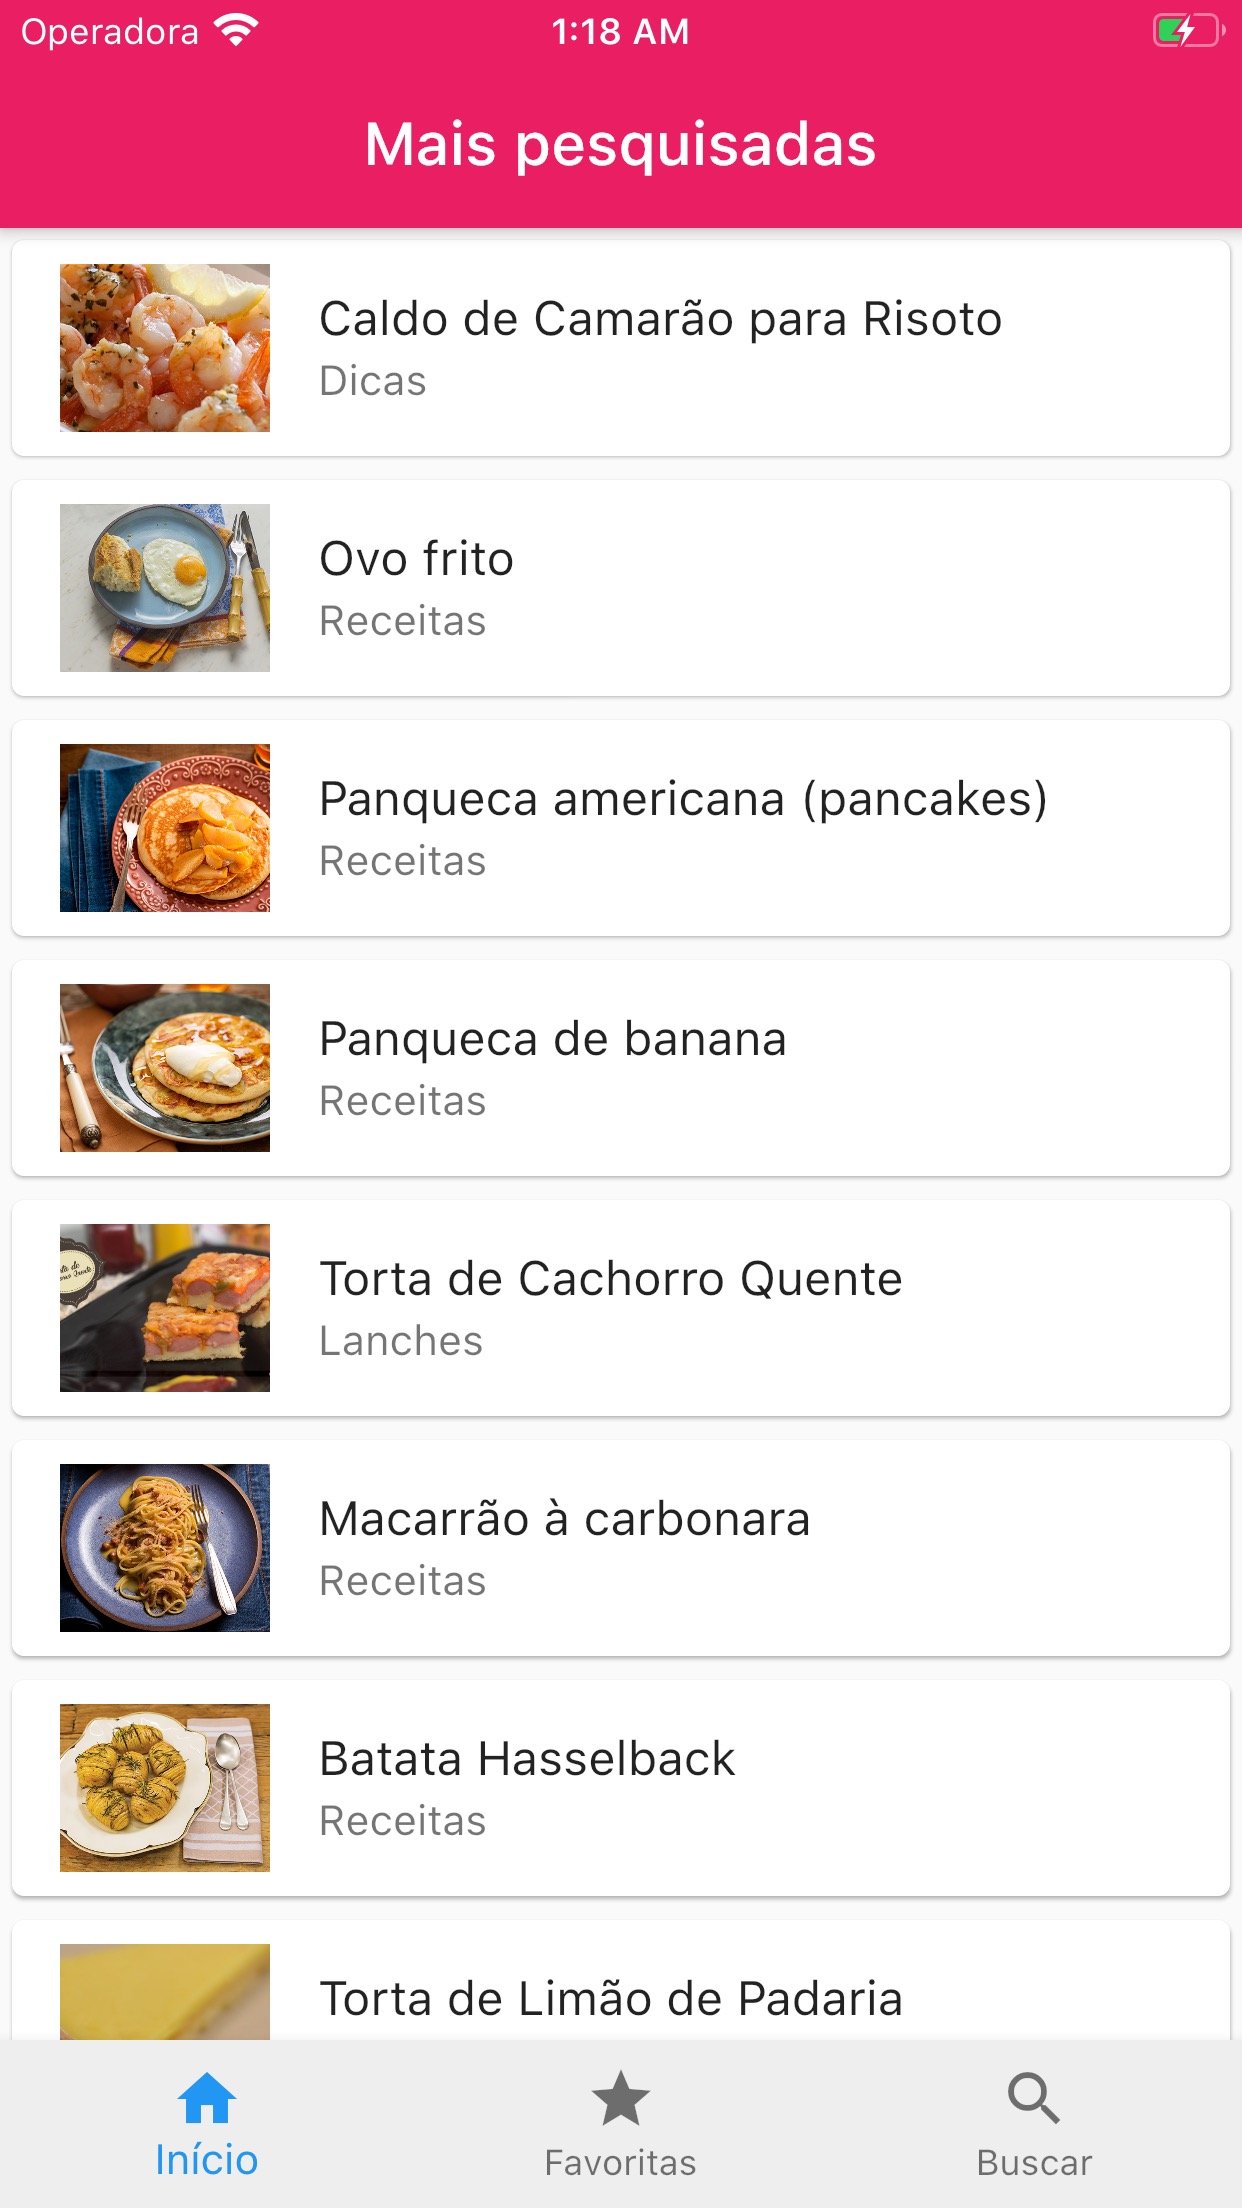 Operadora
1:18 AM
Mais pesquisadas
Caldo de Camarão para Risoto
Dicas
Ovo frito
Receitas
Panqueca americana (pancakes)
Receitas
Panqueca de banana
Receitas
Torta de Cachorro Quente
Lanches
Macarrão à carbonara
Receitas
Batata Hasselback
Receitas
Torta de Limão de Padaria
Início
Favoritas
Buscar